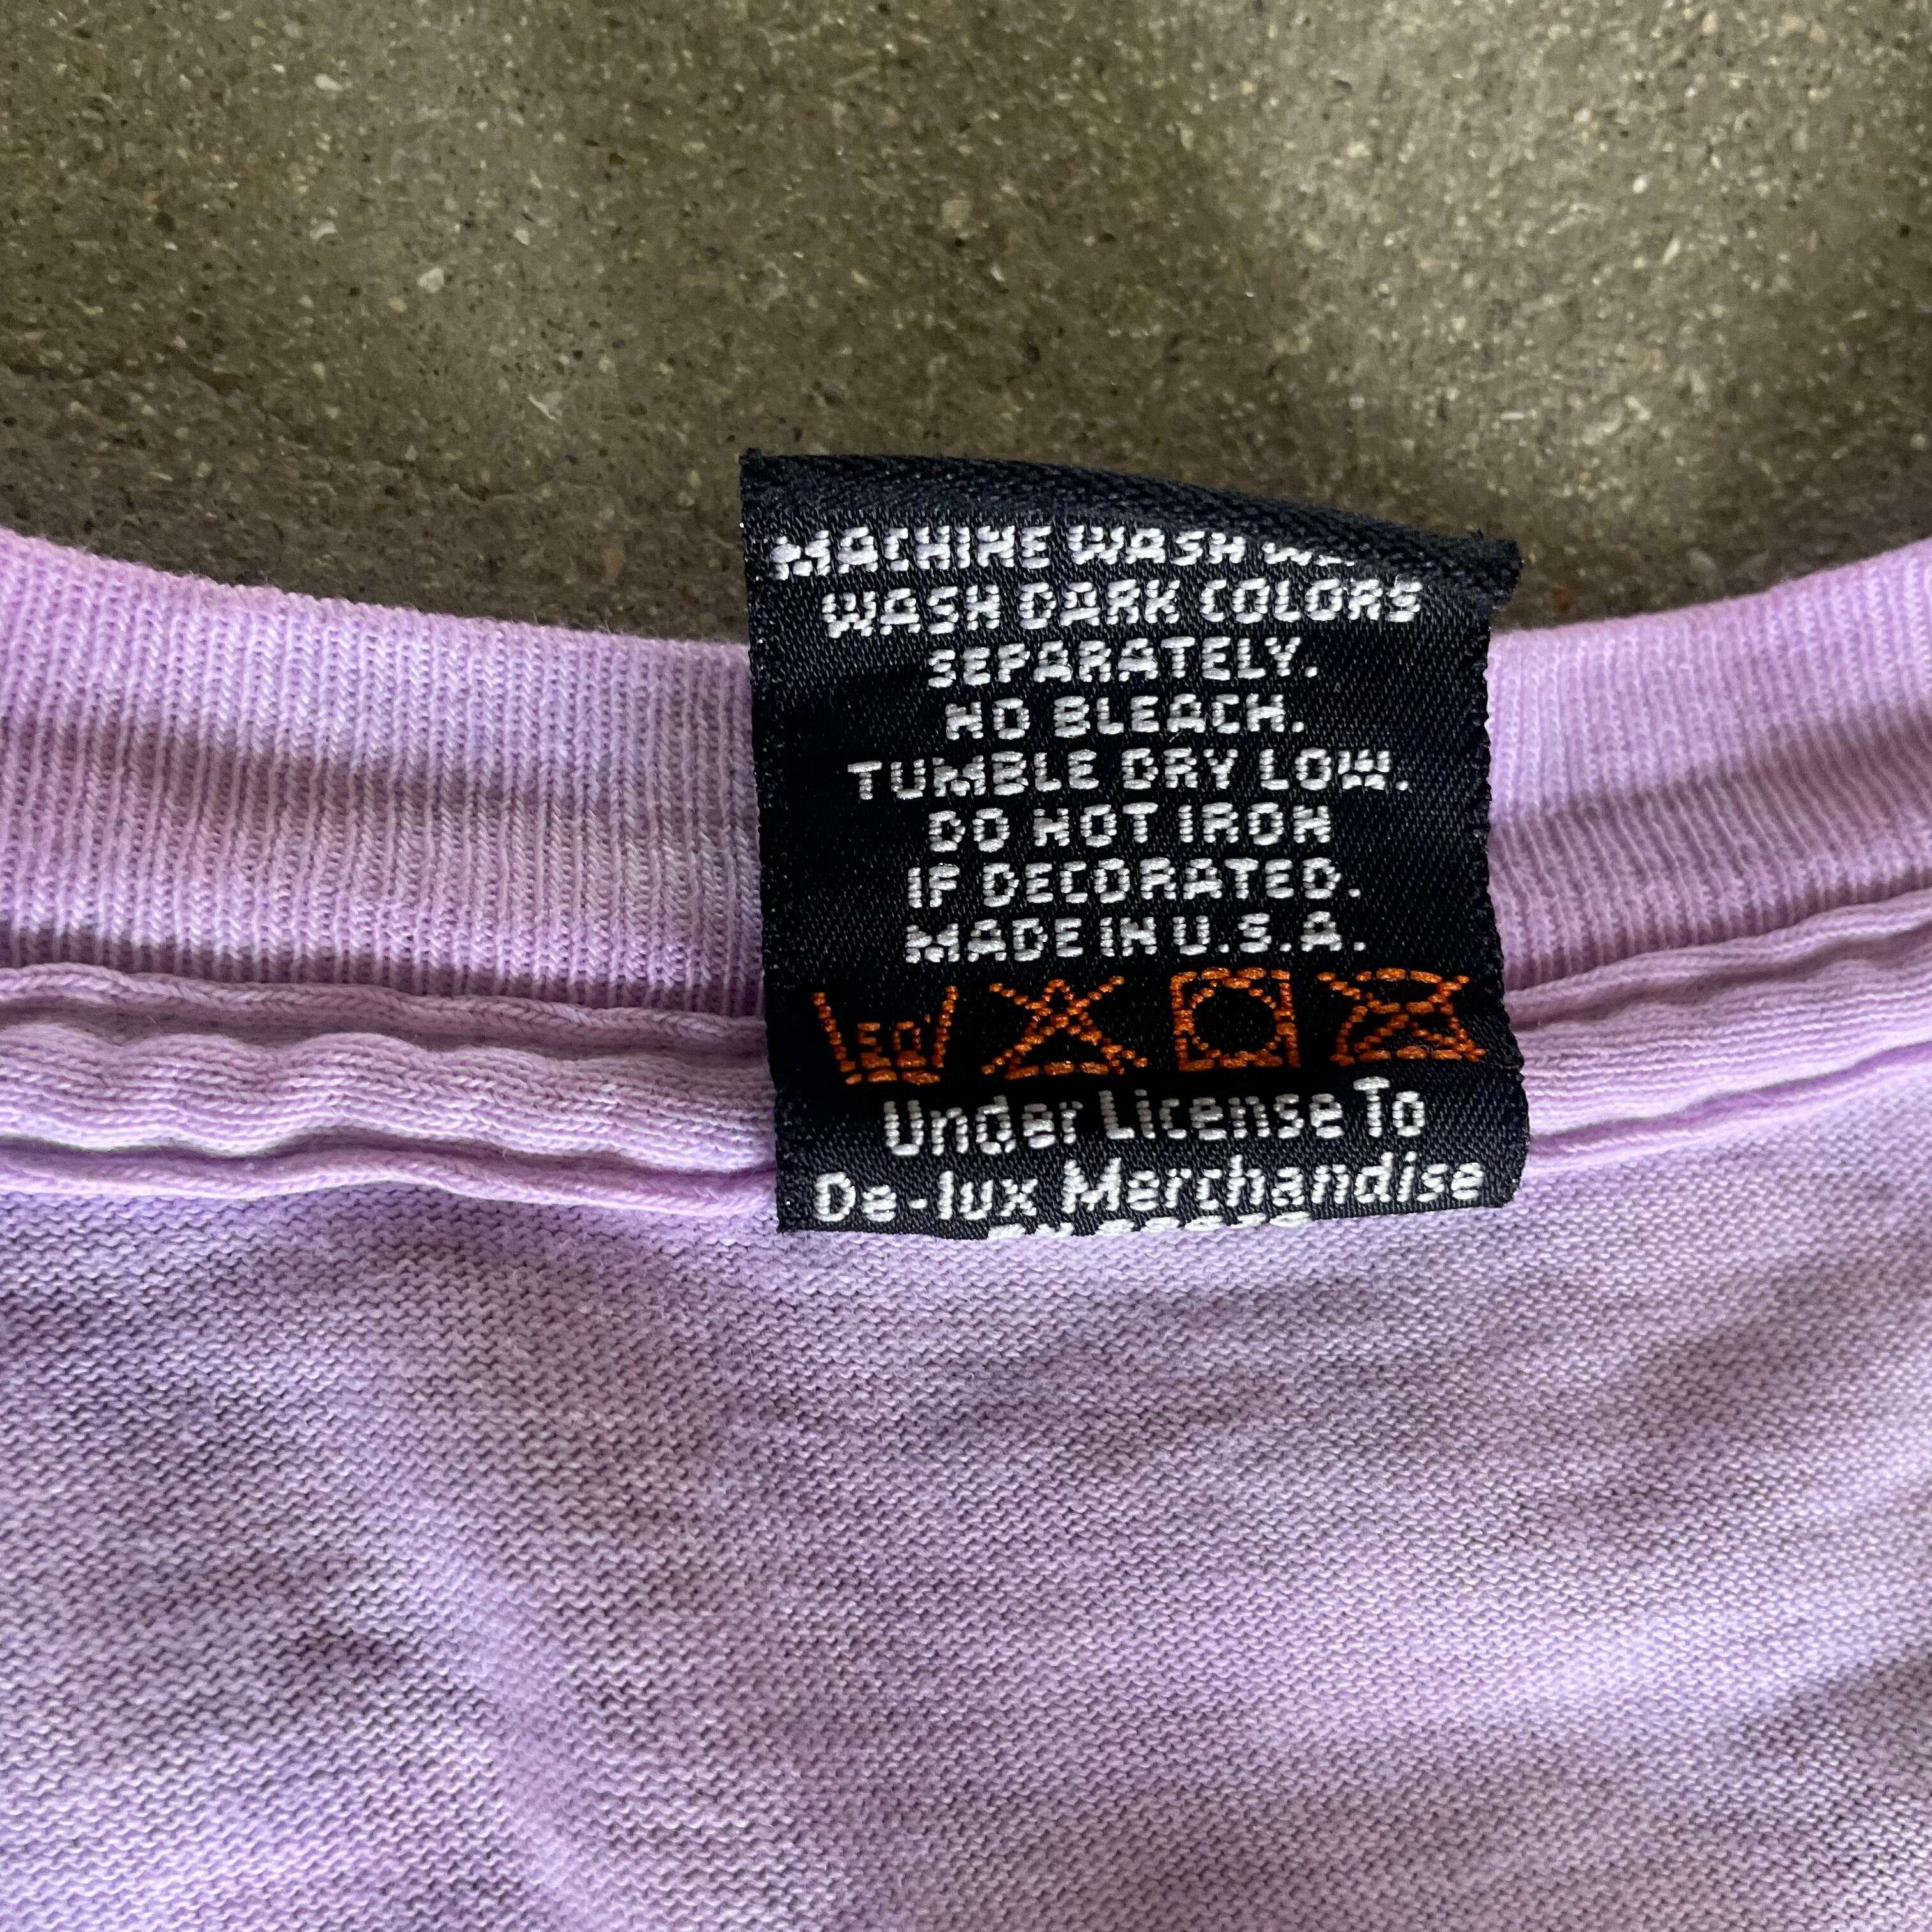 MACHINE WASH
WASH DARK COLORS
SEPARATELY.
NO BLEACH.
TUMBLE DRY LOW.
DO NOT IRON
IF DECORATED.
MADE IN U.S.A.
Under License To
De-lux Merchandise